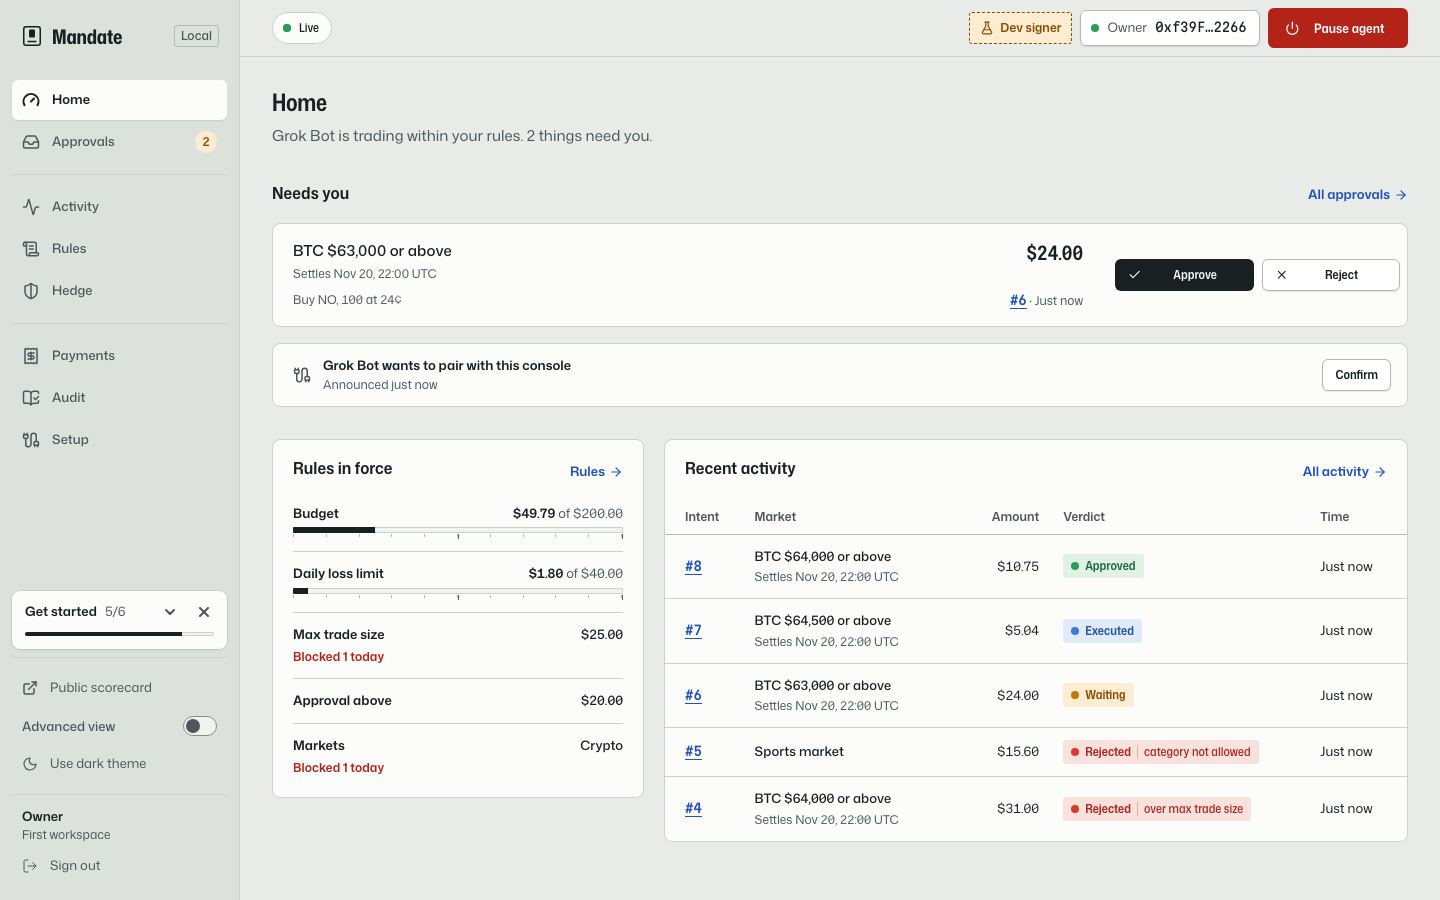 Mandate
Local
Home
Approvals 2
Activity
Rules
Hedge
Payments
Audit
Setup
Get started 5/6
Public scorecard
Advanced view
Use dark theme
Owner
First workspace
Sign out
Live
Dev signer
Owner 0xf39F…2266
Pause agent
Home
Grok Bot is trading within your rules. 2 things need you.
Needs you
All approvals →
BTC $63,000 or above
Settles Nov 20, 22:00 UTC
Buy NO, 100 at 24¢
$24.00
#6 · Just now
Approve
Reject
Grok Bot wants to pair with this console
Announced just now
Confirm
Rules in force
Rules →
Budget $49.79 of $200.00
Daily loss limit $1.80 of $40.00
Max trade size $25.00
Blocked 1 today
Approval above $20.00
Markets Crypto
Blocked 1 today
Recent activity
All activity →
Intent Market Amount Verdict Time
#8 BTC $64,000 or above $10.75 Approved Just now
Settles Nov 20, 22:00 UTC
#7 BTC $64,500 or above $5.04 Executed Just now
Settles Nov 20, 22:00 UTC
#6 BTC $63,000 or above $24.00 Waiting Just now
Settles Nov 20, 22:00 UTC
#5 Sports market $15.60 Rejected | category not allowed Just now
#4 BTC $64,000 or above $31.00 Rejected | over max trade size Just now
Settles Nov 20, 22:00 UTC